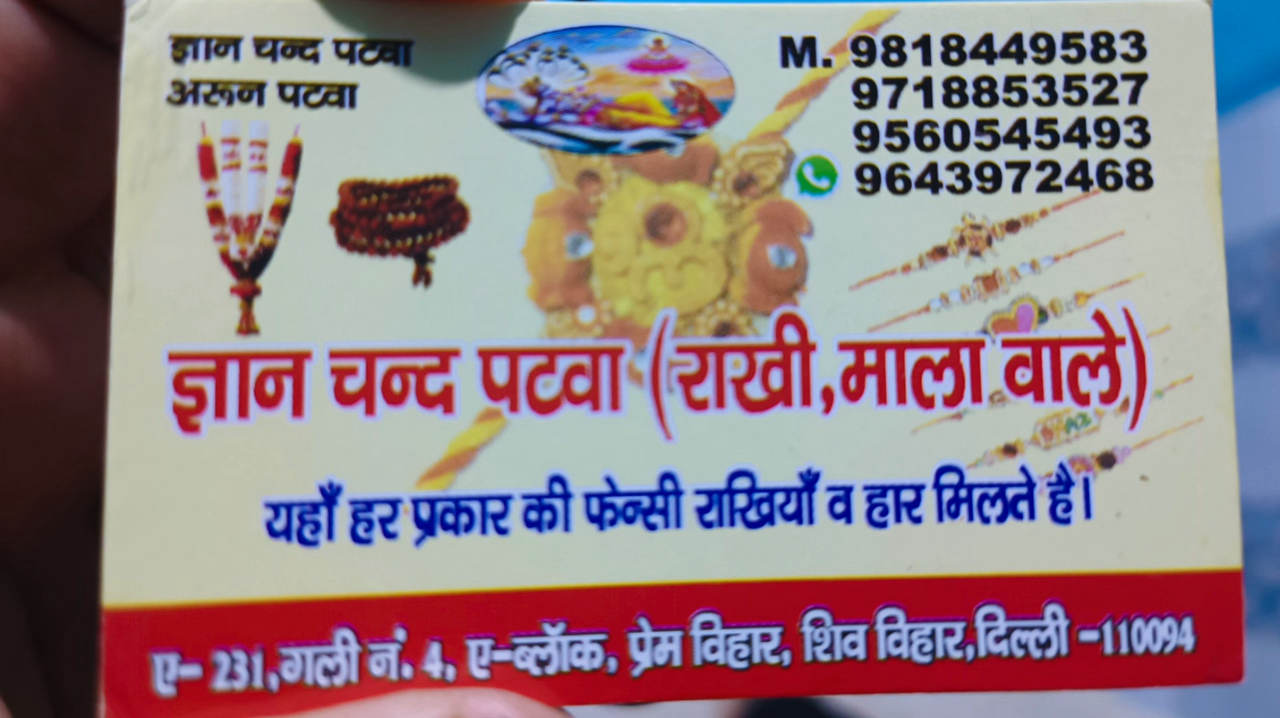 ज्ञान चन्द पटवा
अरून पटवा
M. 9818449583
9718853527
9560545493
9643972468
ज्ञान चन्द पटवा (राखी,माला वाले)
यहाँ हर प्रकार की फेन्सी राखियाँ व हार मिलते है।
ए- 231,गली नं. 4, ए-ब्लॉक, प्रेम विहार, शिव विहार,दिल्ली -110094